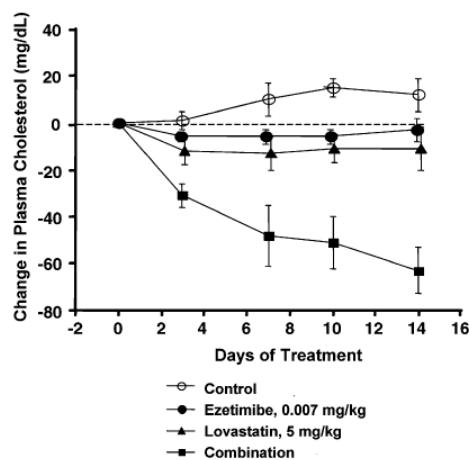 Change in Plasma Cholesterol (mg/dL)
40
20
0
-20
-40
-60
-80
-2 0 2 4 6 8 10 12 14 16
Days of Treatment
Control
Ezetimibe, 0.007 mg/kg
Lovastatin, 5 mg/kg
Combination